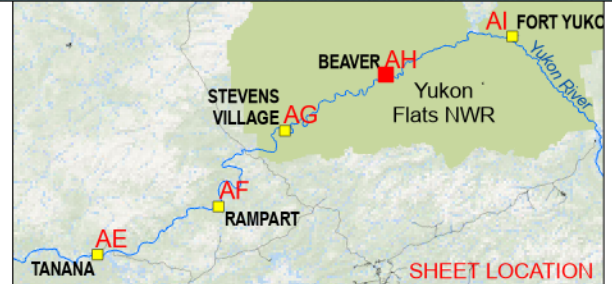 AI FORT YUKO
BEAVER AH
Yukon River
Yukon
Flats NWR
STEVENS
VILLAGE
AG
AF
RAMPART
AE
TANANA
SHEET LOCATION